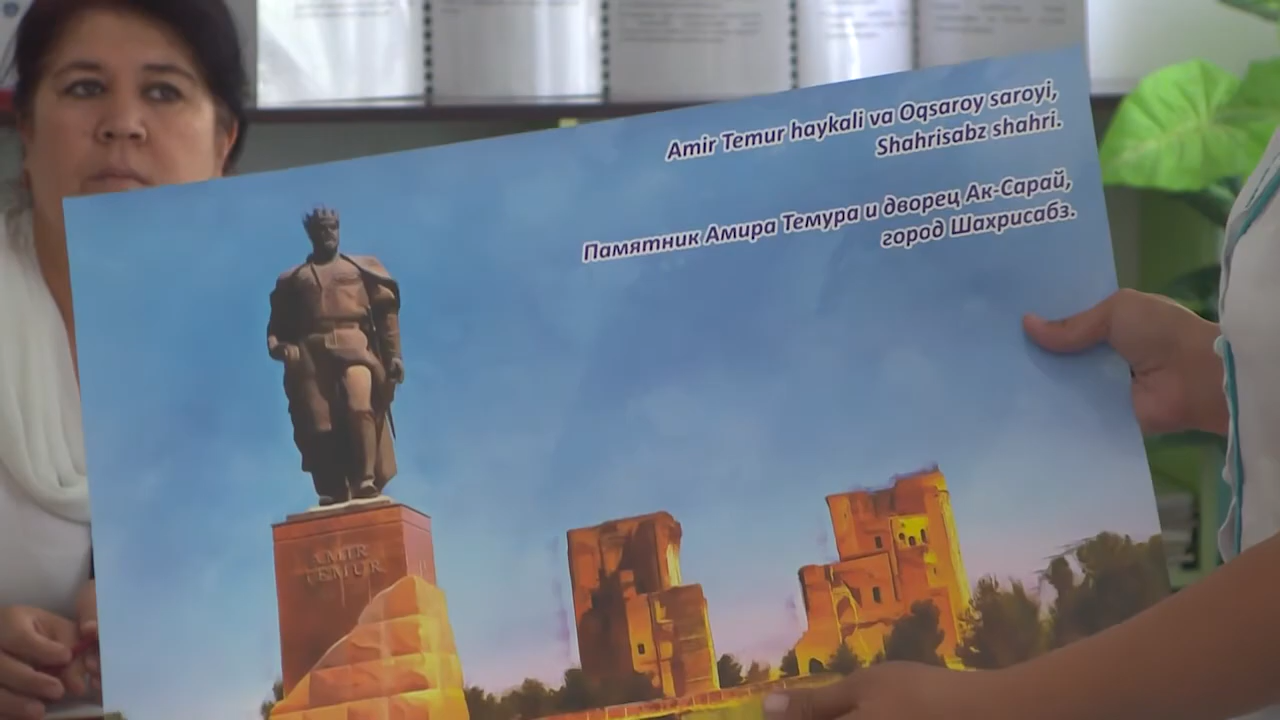 Amir Temur haykali va Oqsaroy saroyi,
Shahrisabz shahri.
Памятник Амира Темура и дворец Ак-Сарай,
город Шахрисабз.
AMIR
TEMUR